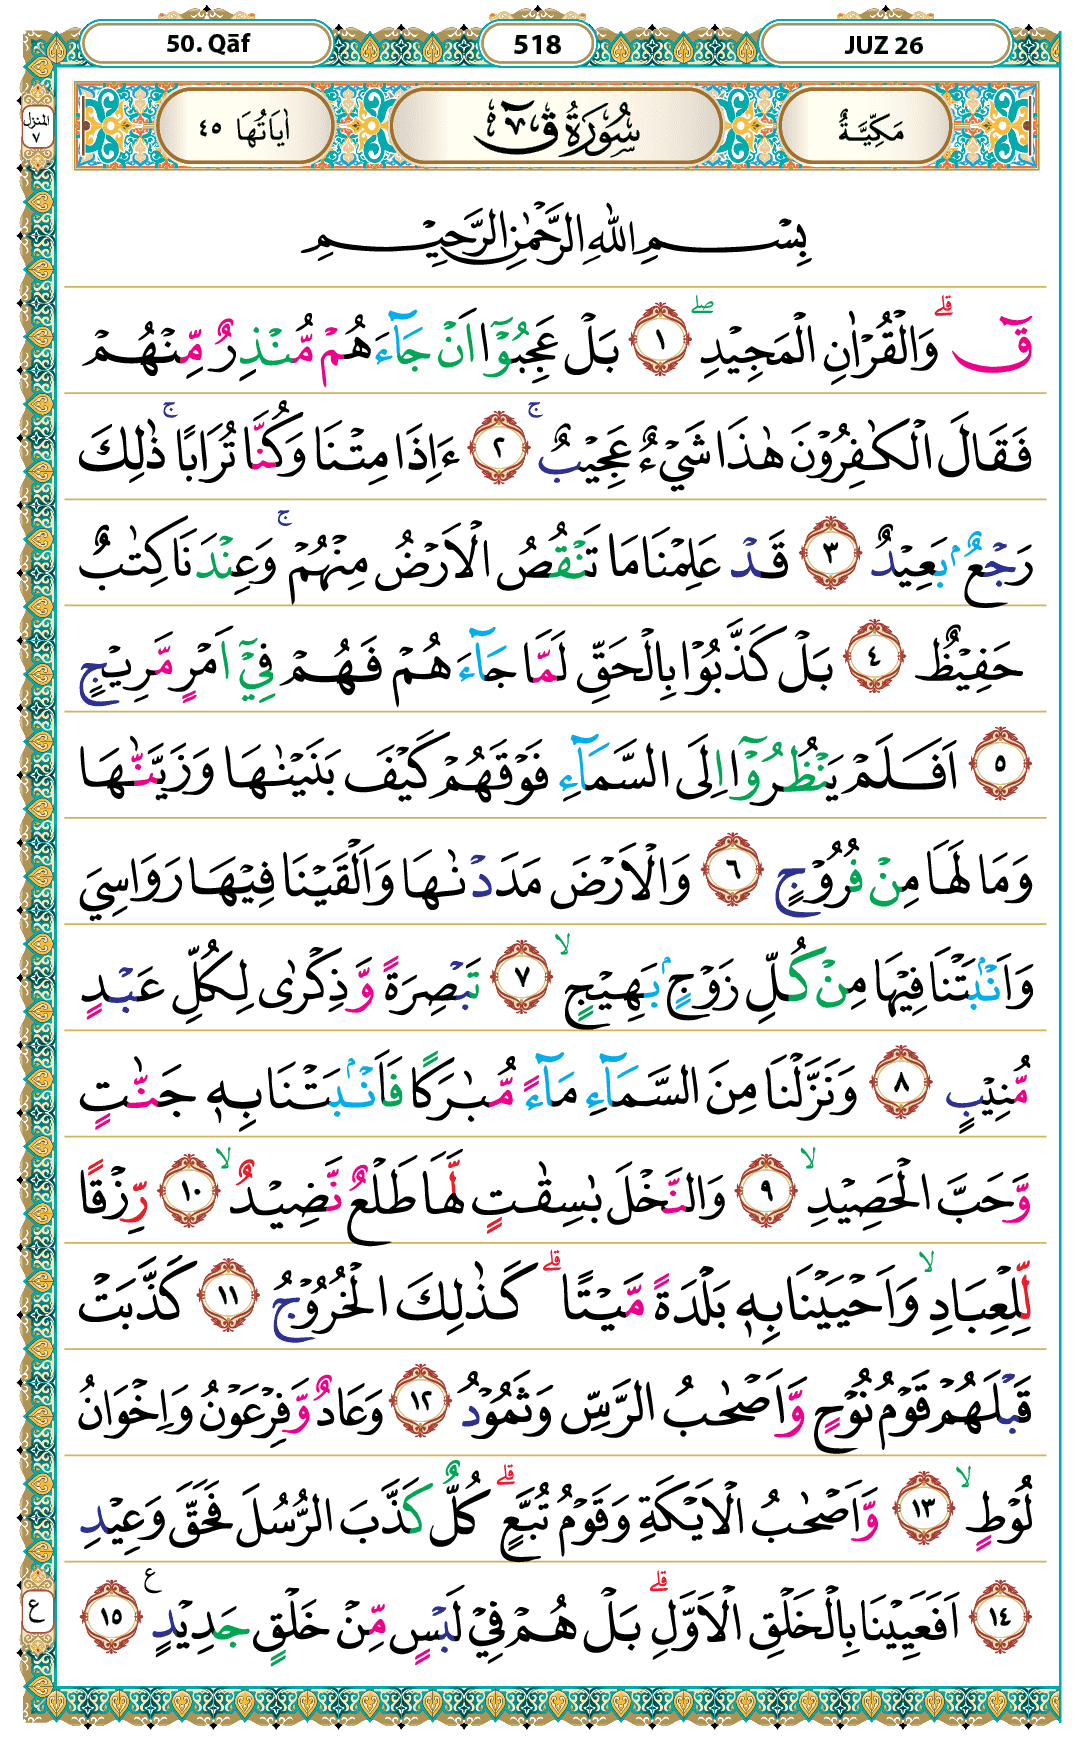 50. Qāf
518
JUZ 26
اٰيَاتُهَا ٤٥
سُوْرَةُ قٓ
مَكِّيَّةٌ
المنزل ٧
بِسْمِ اللهِ الرَّحْمٰنِ الرَّحِيْمِ
قٓ ۗ وَالْقُرْاٰنِ الْمَجِيْدِ ۖ ١ بَلْ عَجِبُوْٓا اَنْ جَآءَهُمْ مُّنْذِرٌ مِّنْهُمْ
فَقَالَ الْكٰفِرُوْنَ هٰذَا شَيْءٌ عَجِيْبٌ ۚ ٢ ءَاِذَا مِتْنَا وَكُنَّا تُرَابًا ۚ ذٰلِكَ
رَجْعٌۢ بَعِيْدٌ ٣ قَدْ عَلِمْنَا مَا تَنْقُصُ الْاَرْضُ مِنْهُمْ ۚ وَعِنْدَنَا كِتٰبٌ
حَفِيْظٌ ٤ بَلْ كَذَّبُوْا بِالْحَقِّ لَمَّا جَآءَهُمْ فَهُمْ فِيْٓ اَمْرٍ مَّرِيْجٍ
٥ اَفَلَمْ يَنْظُرُوْٓا اِلَى السَّمَآءِ فَوْقَهُمْ كَيْفَ بَنَيْنٰهَا وَزَيَّنّٰهَا
وَمَا لَهَا مِنْ فُرُوْجٍ ٦ وَالْاَرْضَ مَدَدْنٰهَا وَاَلْقَيْنَا فِيْهَا رَوَاسِيَ
وَاَنْۢبَتْنَا فِيْهَا مِنْ كُلِّ زَوْجٍۢ بَهِيْجٍ ۙ ٧ تَبْصِرَةً وَّذِكْرٰى لِكُلِّ عَبْدٍ
مُّنِيْبٍ ٨ وَنَزَّلْنَا مِنَ السَّمَآءِ مَآءً مُّبٰرَكًا فَاَنْۢبَتْنَا بِهٖ جَنّٰتٍ
وَّحَبَّ الْحَصِيْدِ ۙ ٩ وَالنَّخْلَ بٰسِقٰتٍ لَّهَا طَلْعٌ نَّضِيْدٌ ۙ ١٠ رِّزْقًا
لِّلْعِبَادِ ۙ وَاَحْيَيْنَا بِهٖ بَلْدَةً مَّيْتًا ۗ كَذٰلِكَ الْخُرُوْجُ ١١ كَذَّبَتْ
قَبْلَهُمْ قَوْمُ نُوْحٍ وَّاَصْحٰبُ الرَّسِّ وَثَمُوْدُ ١٢ وَعَادٌ وَّفِرْعَوْنُ وَاِخْوَانُ
لُوْطٍ ۙ ١٣ وَّاَصْحٰبُ الْاَيْكَةِ وَقَوْمُ تُبَّعٍ ۗ كُلٌّ كَذَّبَ الرُّسُلَ فَحَقَّ وَعِيْدِ
١٤ اَفَعَيِيْنَا بِالْخَلْقِ الْاَوَّلِ ۗ بَلْ هُمْ فِيْ لَبْسٍ مِّنْ خَلْقٍ جَدِيْدٍ ع ١٥
ع